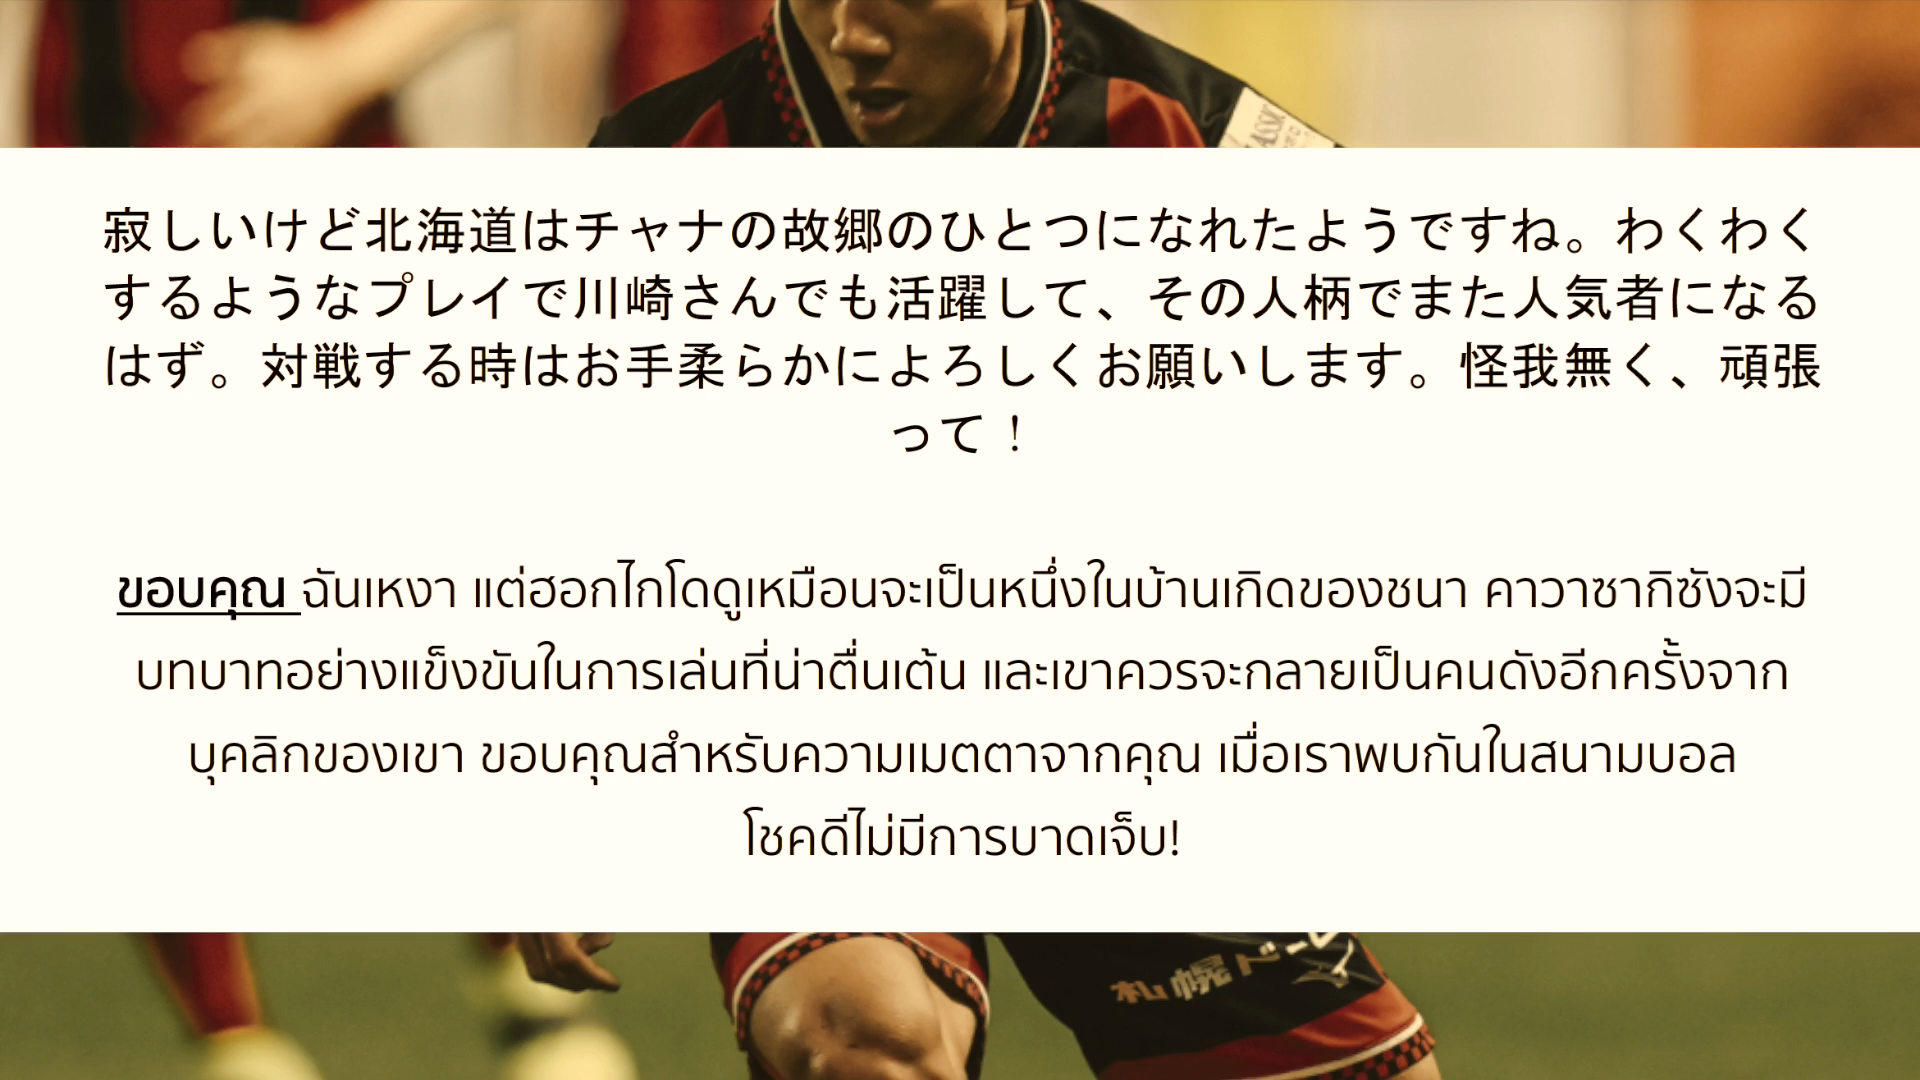 寂しいけど北海道はチャナの故郷のひとつになれたようですね。わくわく
するようなプレイで川崎さんでも活躍して、その人柄でまた人気者になる
はず。対戦する時はお手柔らかによろしくお願いします。怪我無く、頑張
って！
ขอบคุณ ฉันเหงา แต่ฮอกไกโดดูเหมือนจะเป็นหนึ่งในบ้านเกิดของชนา คาวาซากิซังจะมี
บทบาทอย่างแข็งขันในการเล่นที่น่าตื่นเต้น และเขาควรจะกลายเป็นคนดังอีกครั้งจาก
บุคลิกของเขา ขอบคุณสำหรับความเมตตาจากคุณ เมื่อเราพบกันในสนามบอล
โชคดีไม่มีการบาดเจ็บ!
札幌ドーム